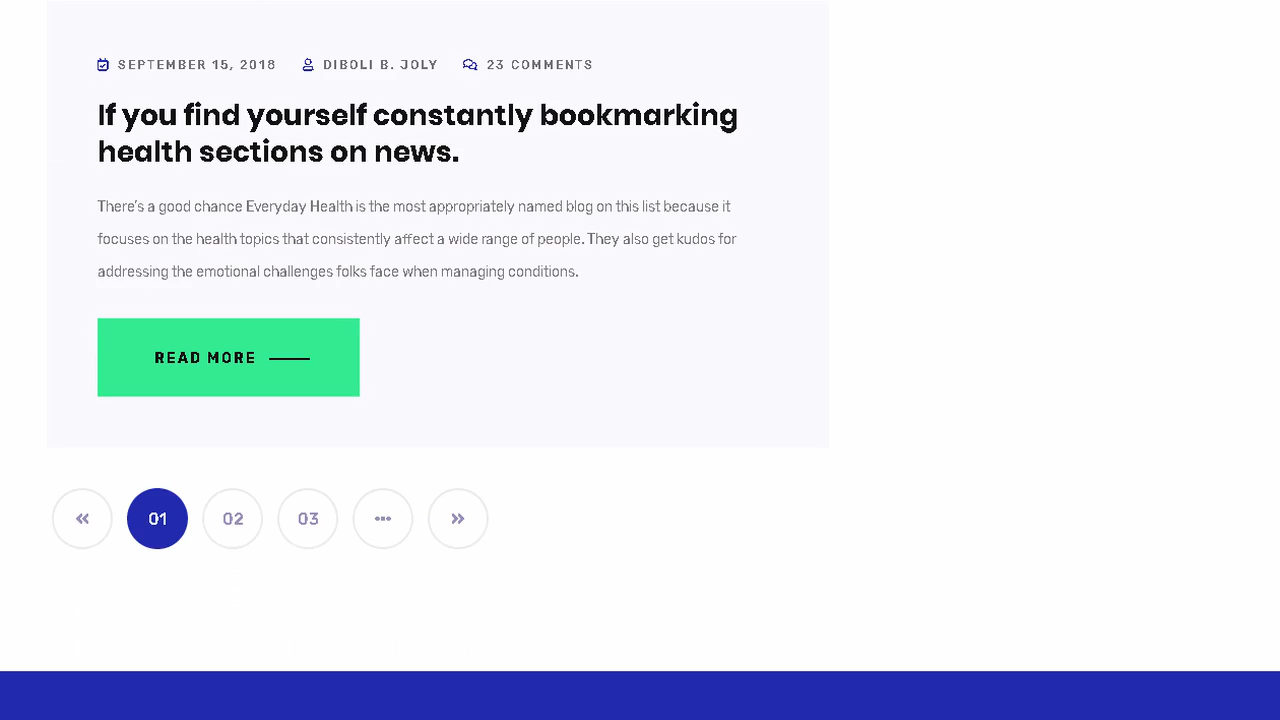 SEPTEMBER 15, 2018 DIBOLI B. JOLY 23 COMMENTS
If you find yourself constantly bookmarking
health sections on news.
There's a good chance Everyday Health is the most appropriately named blog on this list because it
focuses on the health topics that consistently affect a wide range of people. They also get kudos for
addressing the emotional challenges folks face when managing conditions.
READ MORE
« 01 02 03 ••• »